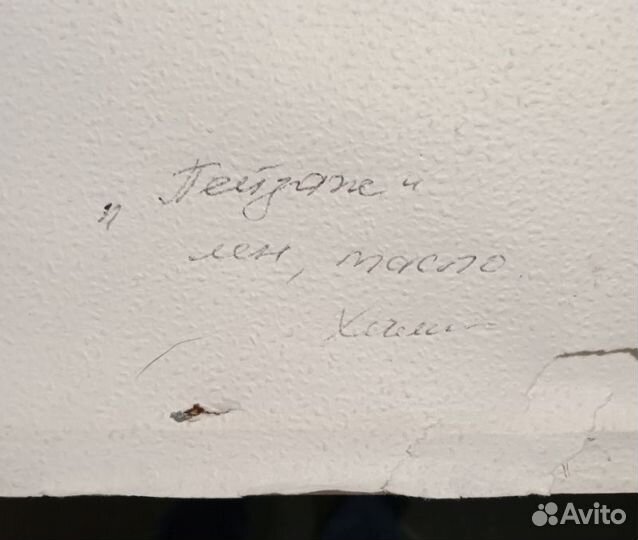 „Пейзаж“
лен, масло
Avito